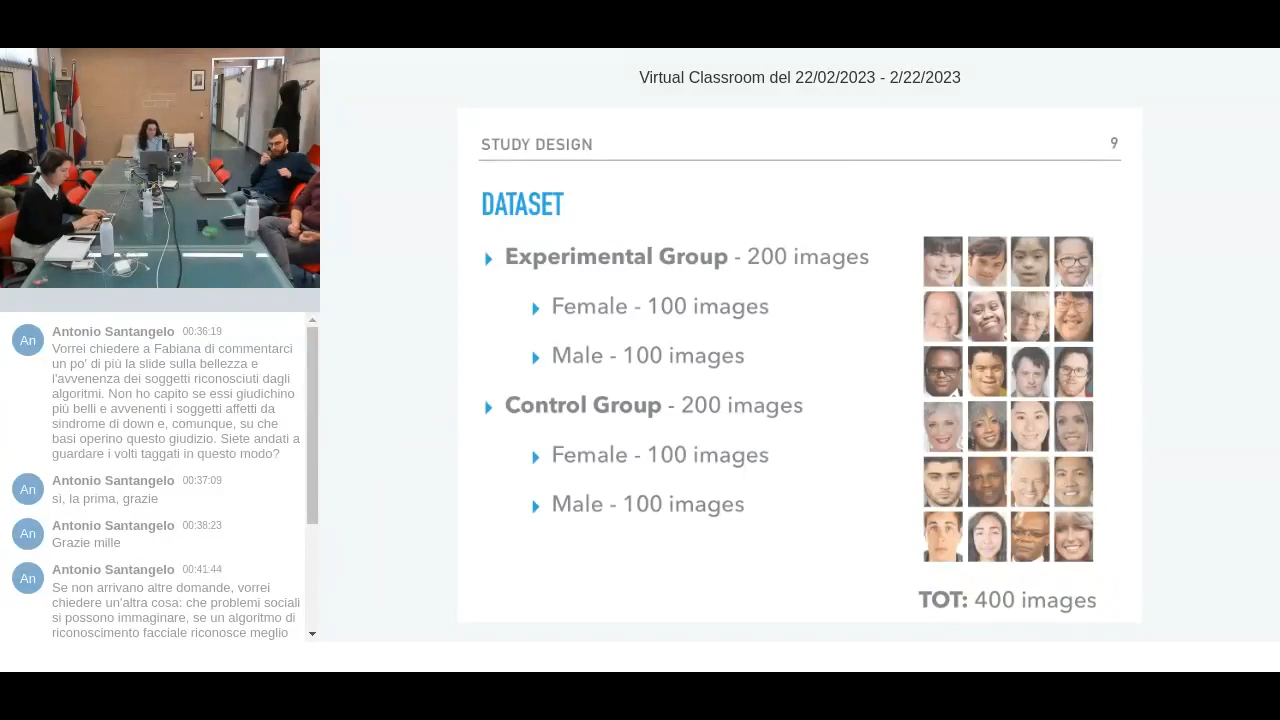 Virtual Classroom del 22/02/2023 - 2/22/2023
STUDY DESIGN
9
DATASET
Experimental Group - 200 images
Female - 100 images
Male - 100 images
Control Group - 200 images
Female - 100 images
Male - 100 images
TOT: 400 images
An
Antonio Santangelo 00:36:19
Vorrei chiedere a Fabiana di commentarci
un po' di più la slide sulla bellezza e
l'avvenenza dei soggetti riconosciuti dagli
algoritmi. Non ho capito se essi giudichino
più belli e avvenenti i soggetti affetti da
sindrome di down e, comunque, su che
basi operino questo giudizio. Siete andati a
guardare i volti taggati in questo modo?
An
Antonio Santangelo 00:37:09
sì, la prima, grazie
An
Antonio Santangelo 00:38:23
Grazie mille
An
Antonio Santangelo 00:41:44
Se non arrivano altre domande, vorrei
chiedere un'altra cosa: che problemi sociali
si possono immaginare, se un algoritmo di
riconoscimento facciale riconosce meglio